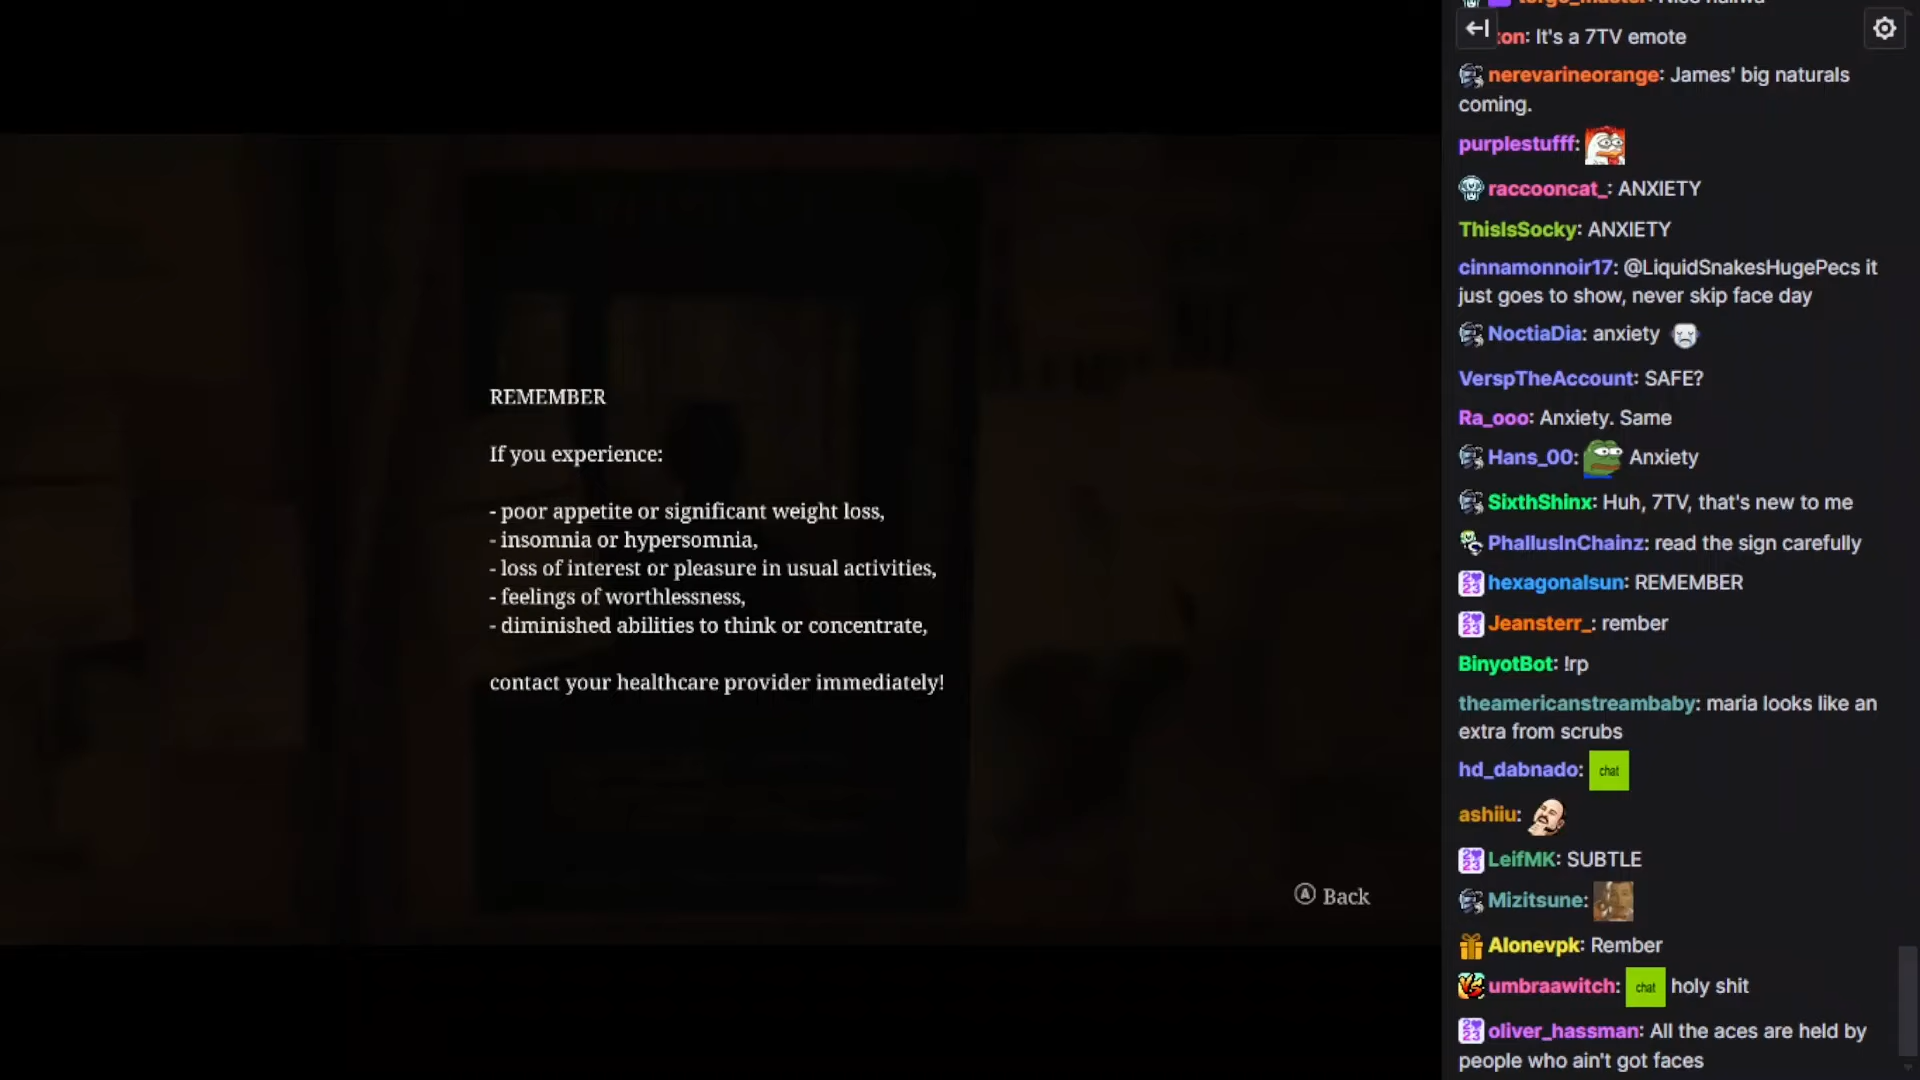 REMEMBER
If you experience:
- poor appetite or significant weight loss,
- insomnia or hypersomnia,
- loss of interest or pleasure in usual activities,
- feelings of worthlessness,
- diminished abilities to think or concentrate,
contact your healthcare provider immediately!
A Back
on: It's a 7TV emote
nerevarineorange: James' big naturals
coming.
purplestufff:
raccooncat_: ANXIETY
ThisIsSocky: ANXIETY
cinnamonnoir17: @LiquidSnakesHugePecs it
just goes to show, never skip face day
NoctiaDia: anxiety
VerspTheAccount: SAFE?
Ra_ooo: Anxiety. Same
Hans_00: Anxiety
SixthShinx: Huh, 7TV, that's new to me
PhallusInChainz: read the sign carefully
hexagonalsun: REMEMBER
Jeansterr_: rember
BinyotBot: !rp
theamericanstreambaby: maria looks like an
extra from scrubs
hd_dabnado: chat
ashiiu:
LeifMK: SUBTLE
Mizitsune:
Alonevpk: Rember
umbraawitch: chat holy shit
oliver_hassman: All the aces are held by
people who ain't got faces